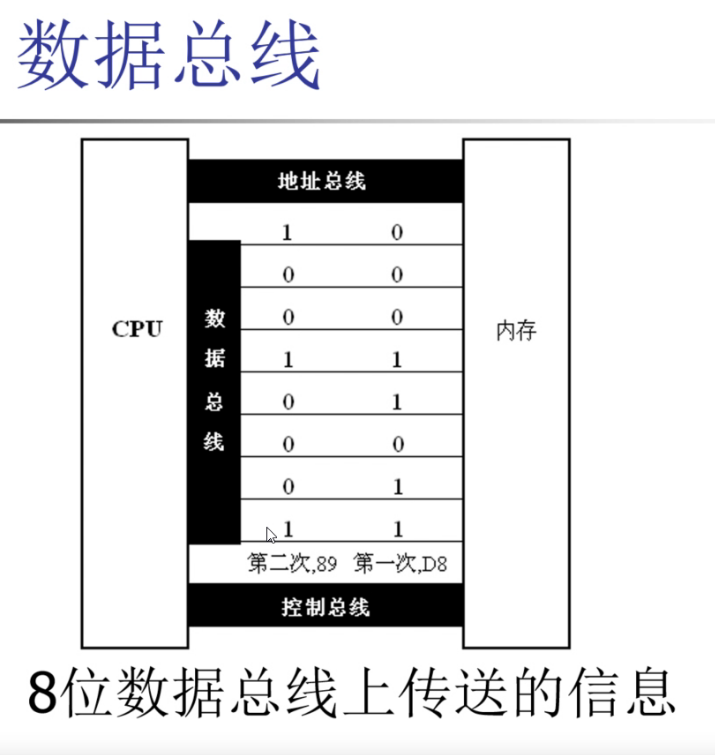 数据总线
地址总线
1 0
0 0
0 0
1 1
0 1
0 0
0 1
1 1
CPU
数据总线
内存
第二次,89 第一次,D8
控制总线
8位数据总线上传送的信息